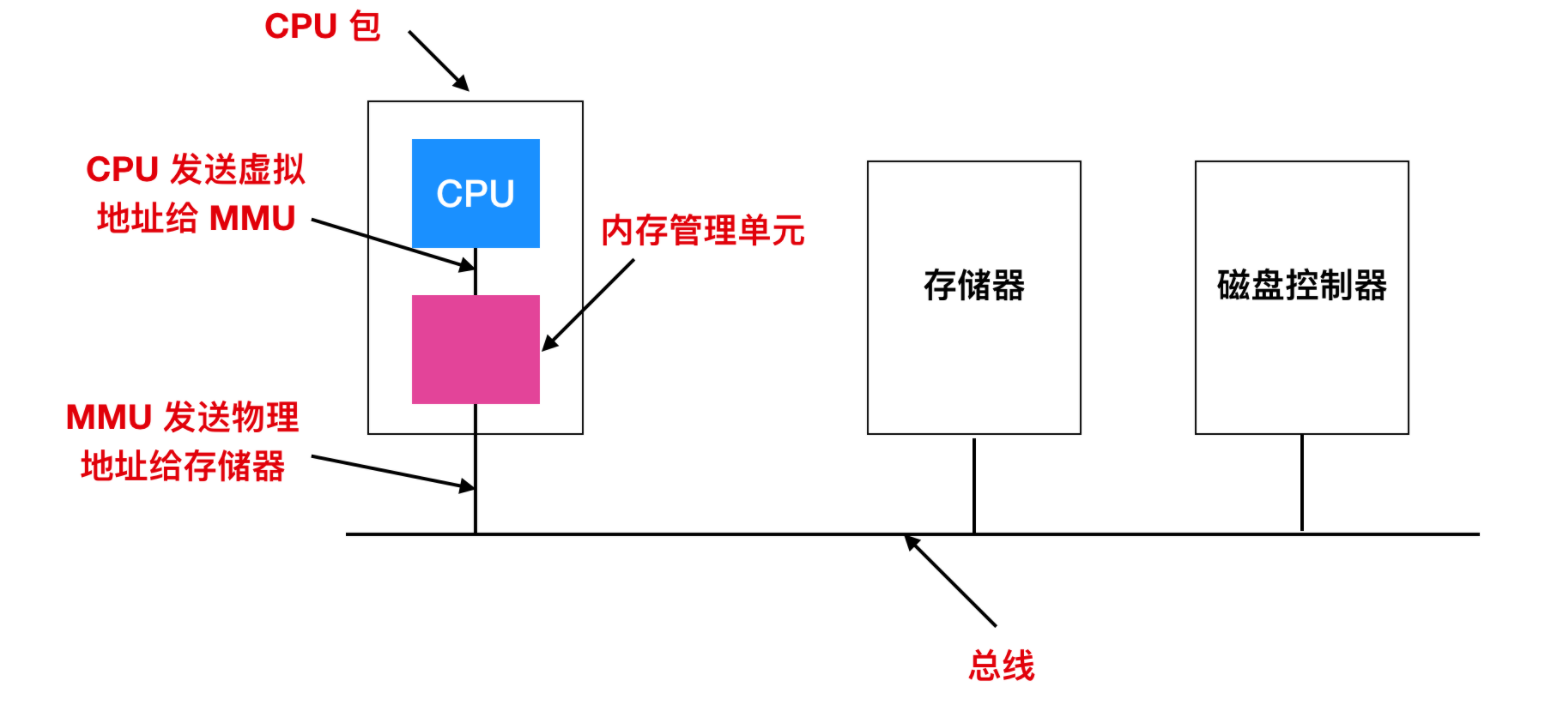 CPU 包
CPU 发送虚拟
地址给 MMU
CPU
内存管理单元
存储器
磁盘控制器
MMU 发送物理
地址给存储器
总线